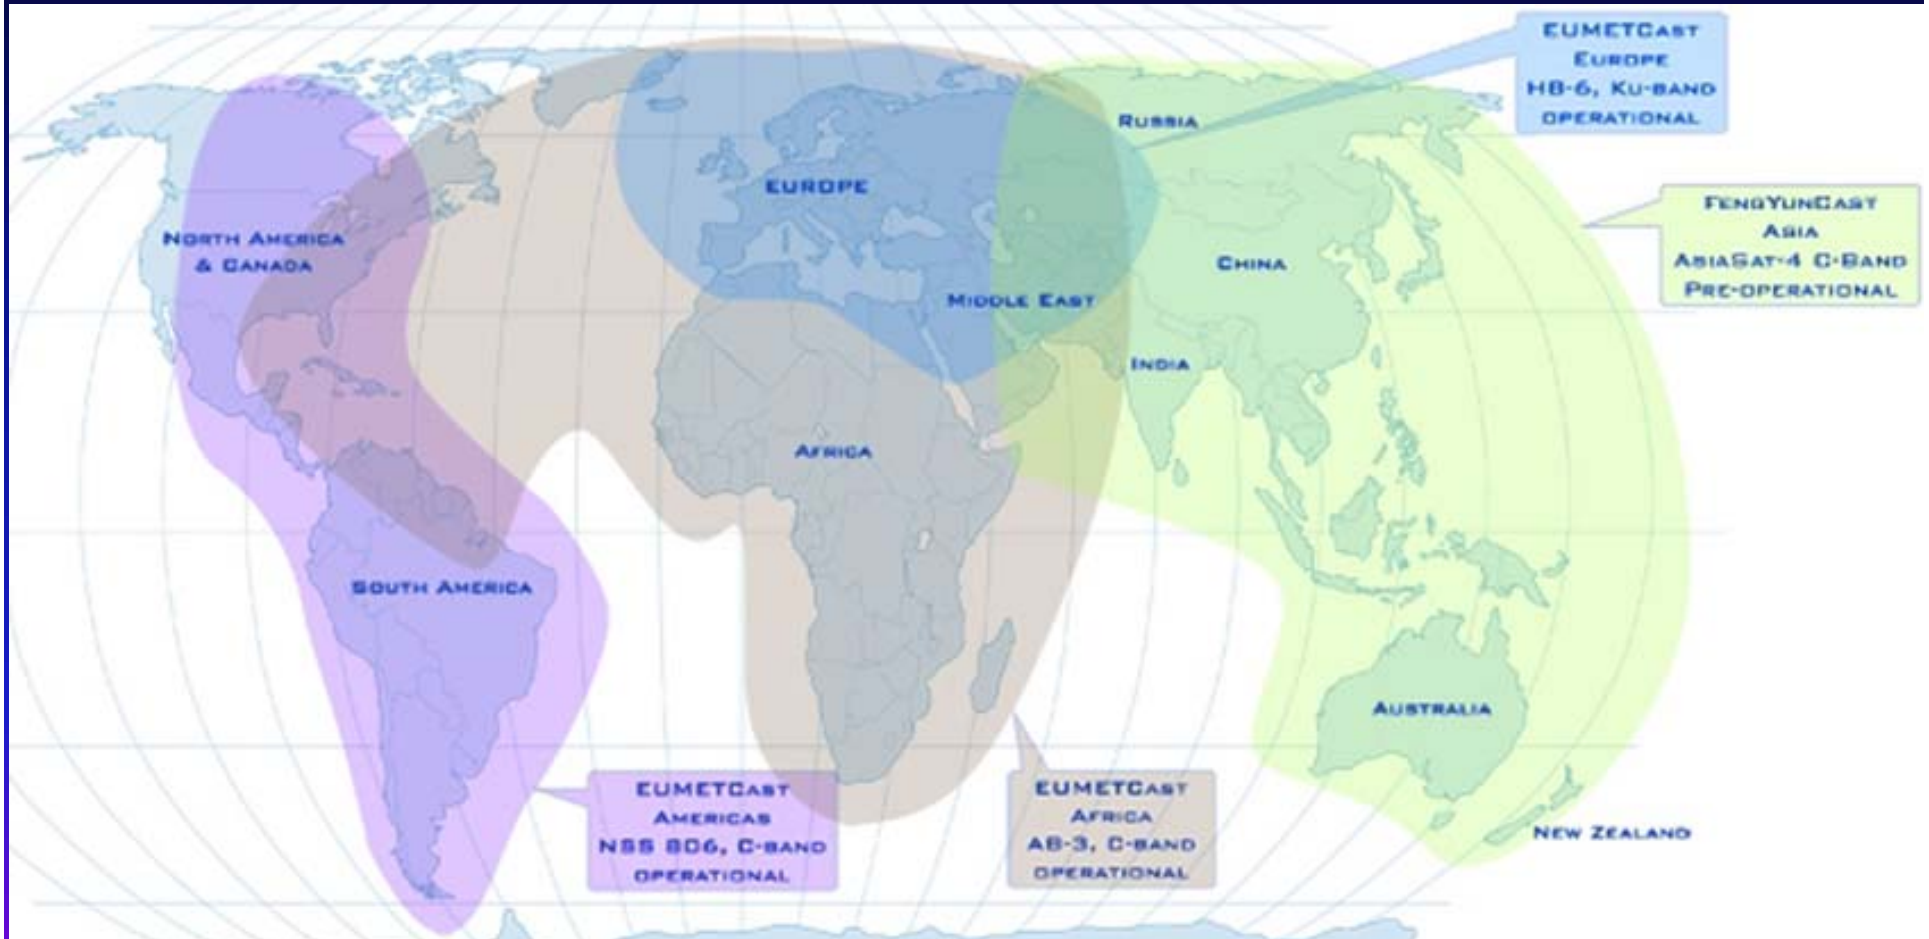 EUMETCast
Europe
HB-6, Ku-band
operational
Russia
EUROPE
FengYunCast
Asia
AsiaSat-4 C-Band
Pre-operational
North America
& Canada
China
Middle East
India
Africa
South America
Australia
EUMETCast
Americas
NSS 806, C-band
operational
EUMETCast
Africa
AB-3, C-band
operational
New Zealand